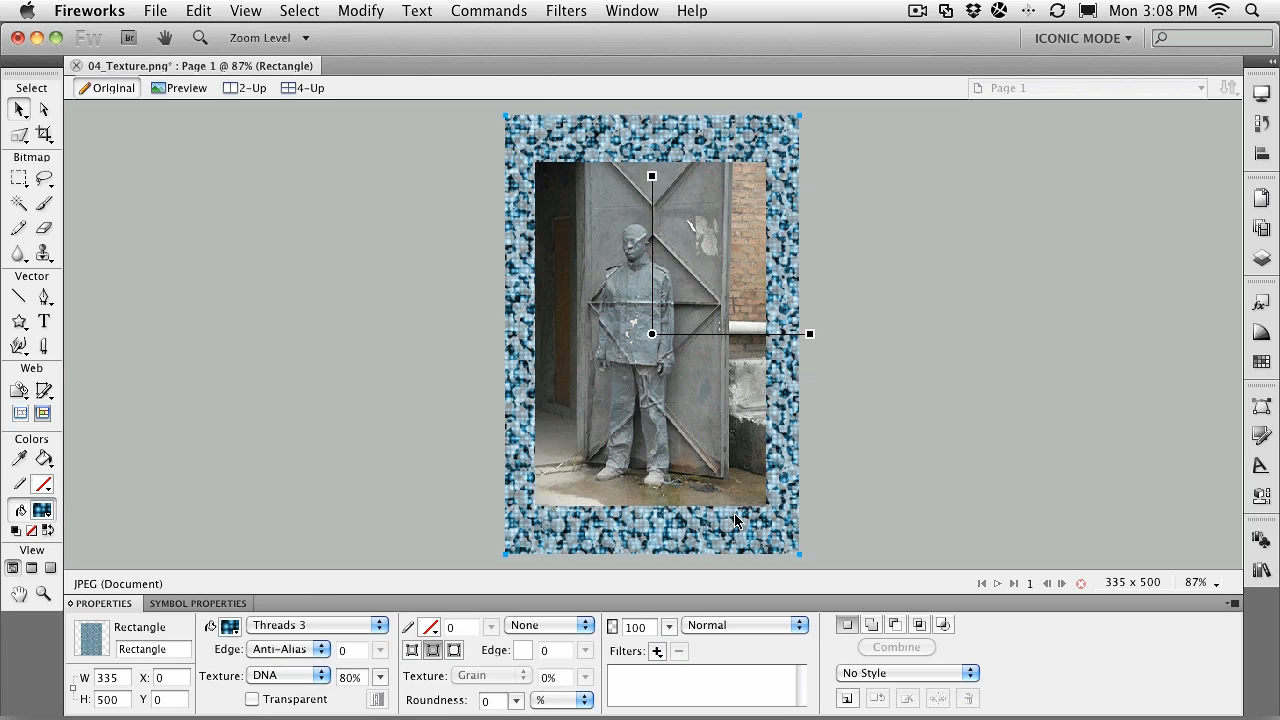 Fireworks File Edit View Select Modify Text Commands Filters Window Help Mon 3:08 PM
Fw Br Zoom Level ICONIC MODE
04_Texture.png* : Page 1 @ 87% (Rectangle)
Original Preview 2-Up 4-Up Page 1
Select
Bitmap
Vector
T
Web
Colors
View
JPEG (Document) 1 335 x 500 87%
PROPERTIES SYMBOL PROPERTIES
Rectangle Threads 3 0 None 100 Normal
Rectangle Edge: Anti-Alias 0 Edge: 0 Filters: Combine
W 335 X: 0 Texture: DNA 80% Texture: Grain 0% No Style
H: 500 Y: 0 Transparent Roundness: 0 %